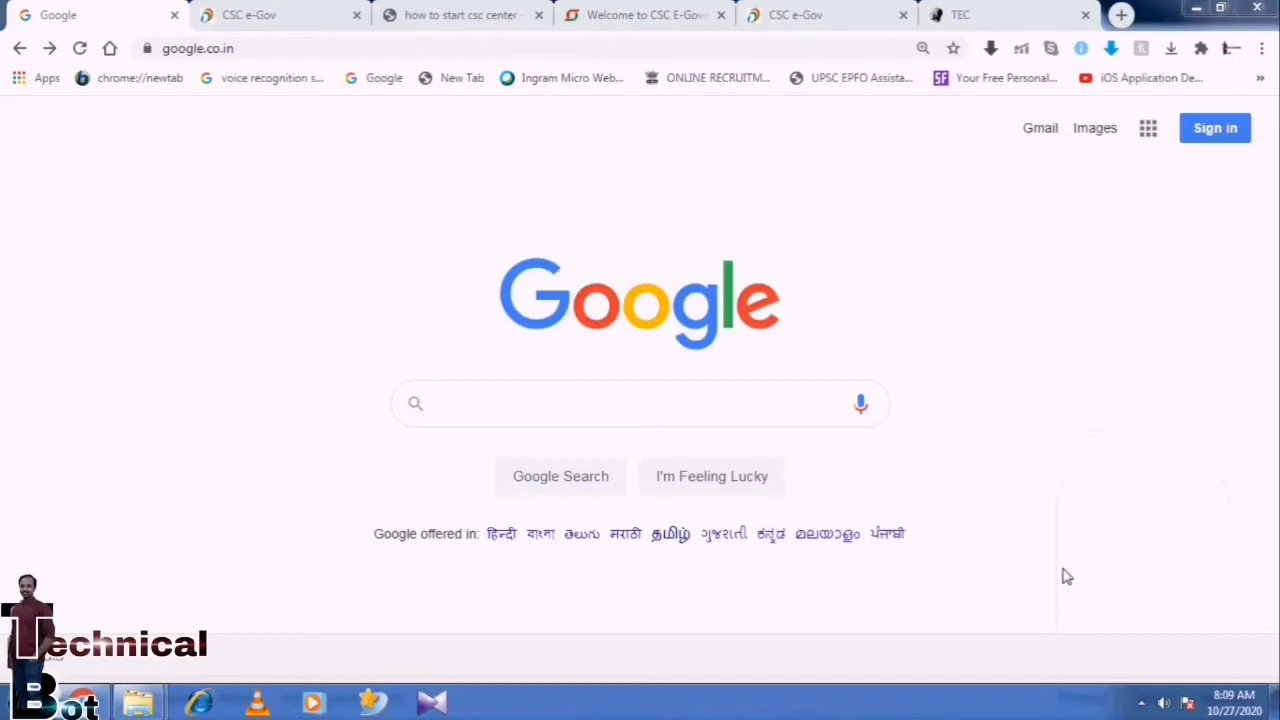 Google
CSC e-Gov
how to start csc center -
Welcome to CSC E-Gove
CSC e-Gov
TEC
google.co.in
Apps
chrome://newtab
voice recognition s...
Google
New Tab
Ingram Micro Web...
ONLINE RECRUITM...
UPSC EPFO Assista...
SF
Your Free Personal...
iOS Application De...
»
Gmail
Images
Sign in
Google
Google Search
I'm Feeling Lucky
Google offered in: हिन्दी বাংলা తెలుగు मराठी தமிழ் ગુજરાતી ಕನ್ನಡ മലയാളം ਪੰਜਾਬੀ
Technical
Bot
8:09 AM
10/27/2020